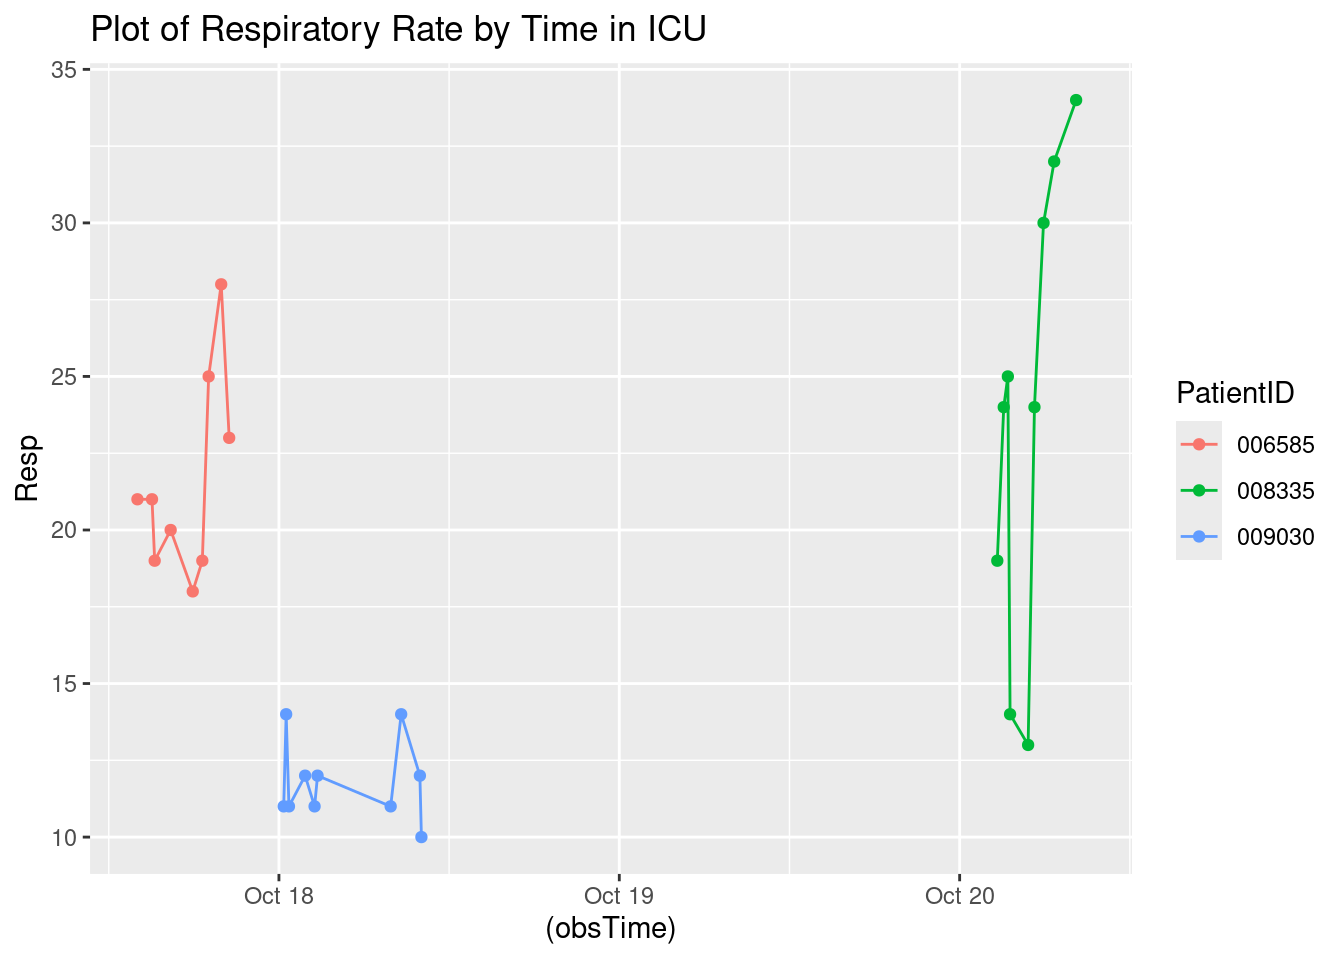 Plot of Respiratory Rate by Time in ICU
35
30
25
20
15
10
Resp
Oct 18
Oct 19
Oct 20
(obsTime)
PatientID
006585
008335
009030